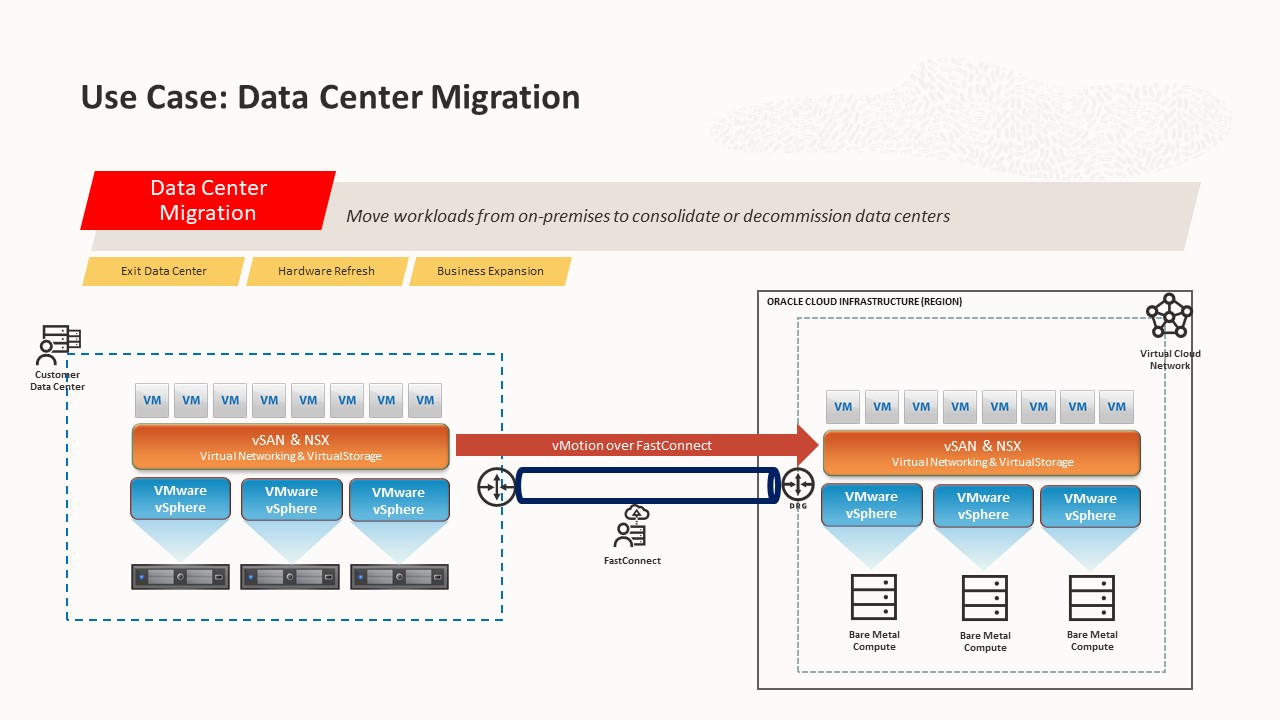 Use Case: Data Center Migration
Data Center
Migration
Move workloads from on-premises to consolidate or decommission data centers
Exit Data Center
Hardware Refresh
Business Expansion
ORACLE CLOUD INFRASTRUCTURE (REGION)
Virtual Cloud
Network
Customer
Data Center
VM VM VM VM VM VM VM VM
vSAN & NSX
Virtual Networking & VirtualStorage
VMware
vSphere
VMware
vSphere
VMware
vSphere
vMotion over FastConnect
DRG
FastConnect
VM VM VM VM VM VM VM VM
vSAN & NSX
Virtual Networking & VirtualStorage
VMware
vSphere
VMware
vSphere
VMware
vSphere
Bare Metal
Compute
Bare Metal
Compute
Bare Metal
Compute